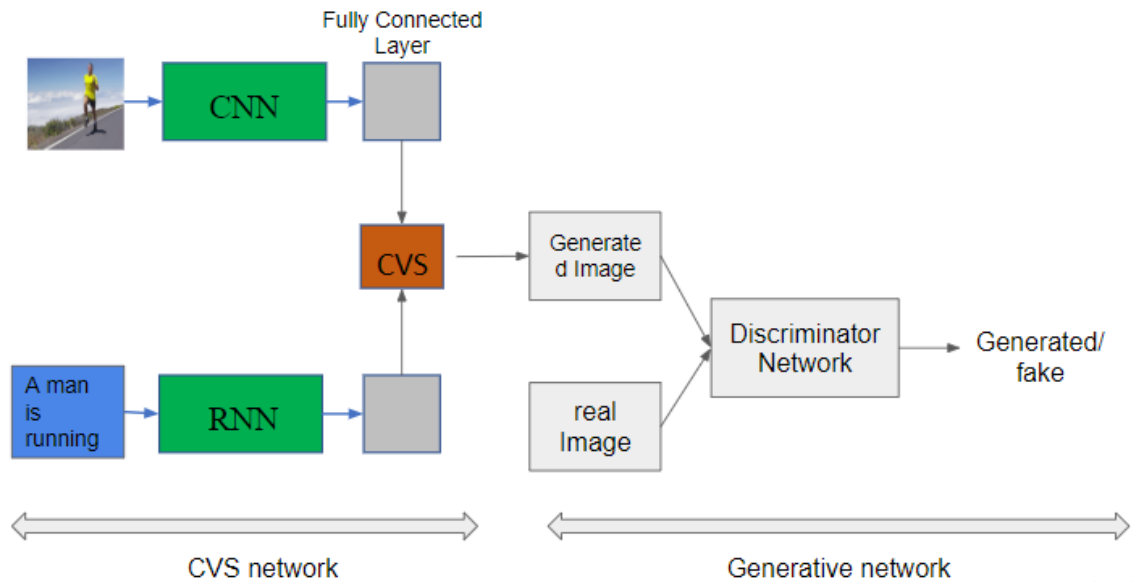 Fully Connected
Layer
CNN
CVS
Generate
d Image
Discriminator
Network
Generated/
fake
A man
is
running
RNN
real
Image
CVS network
Generative network